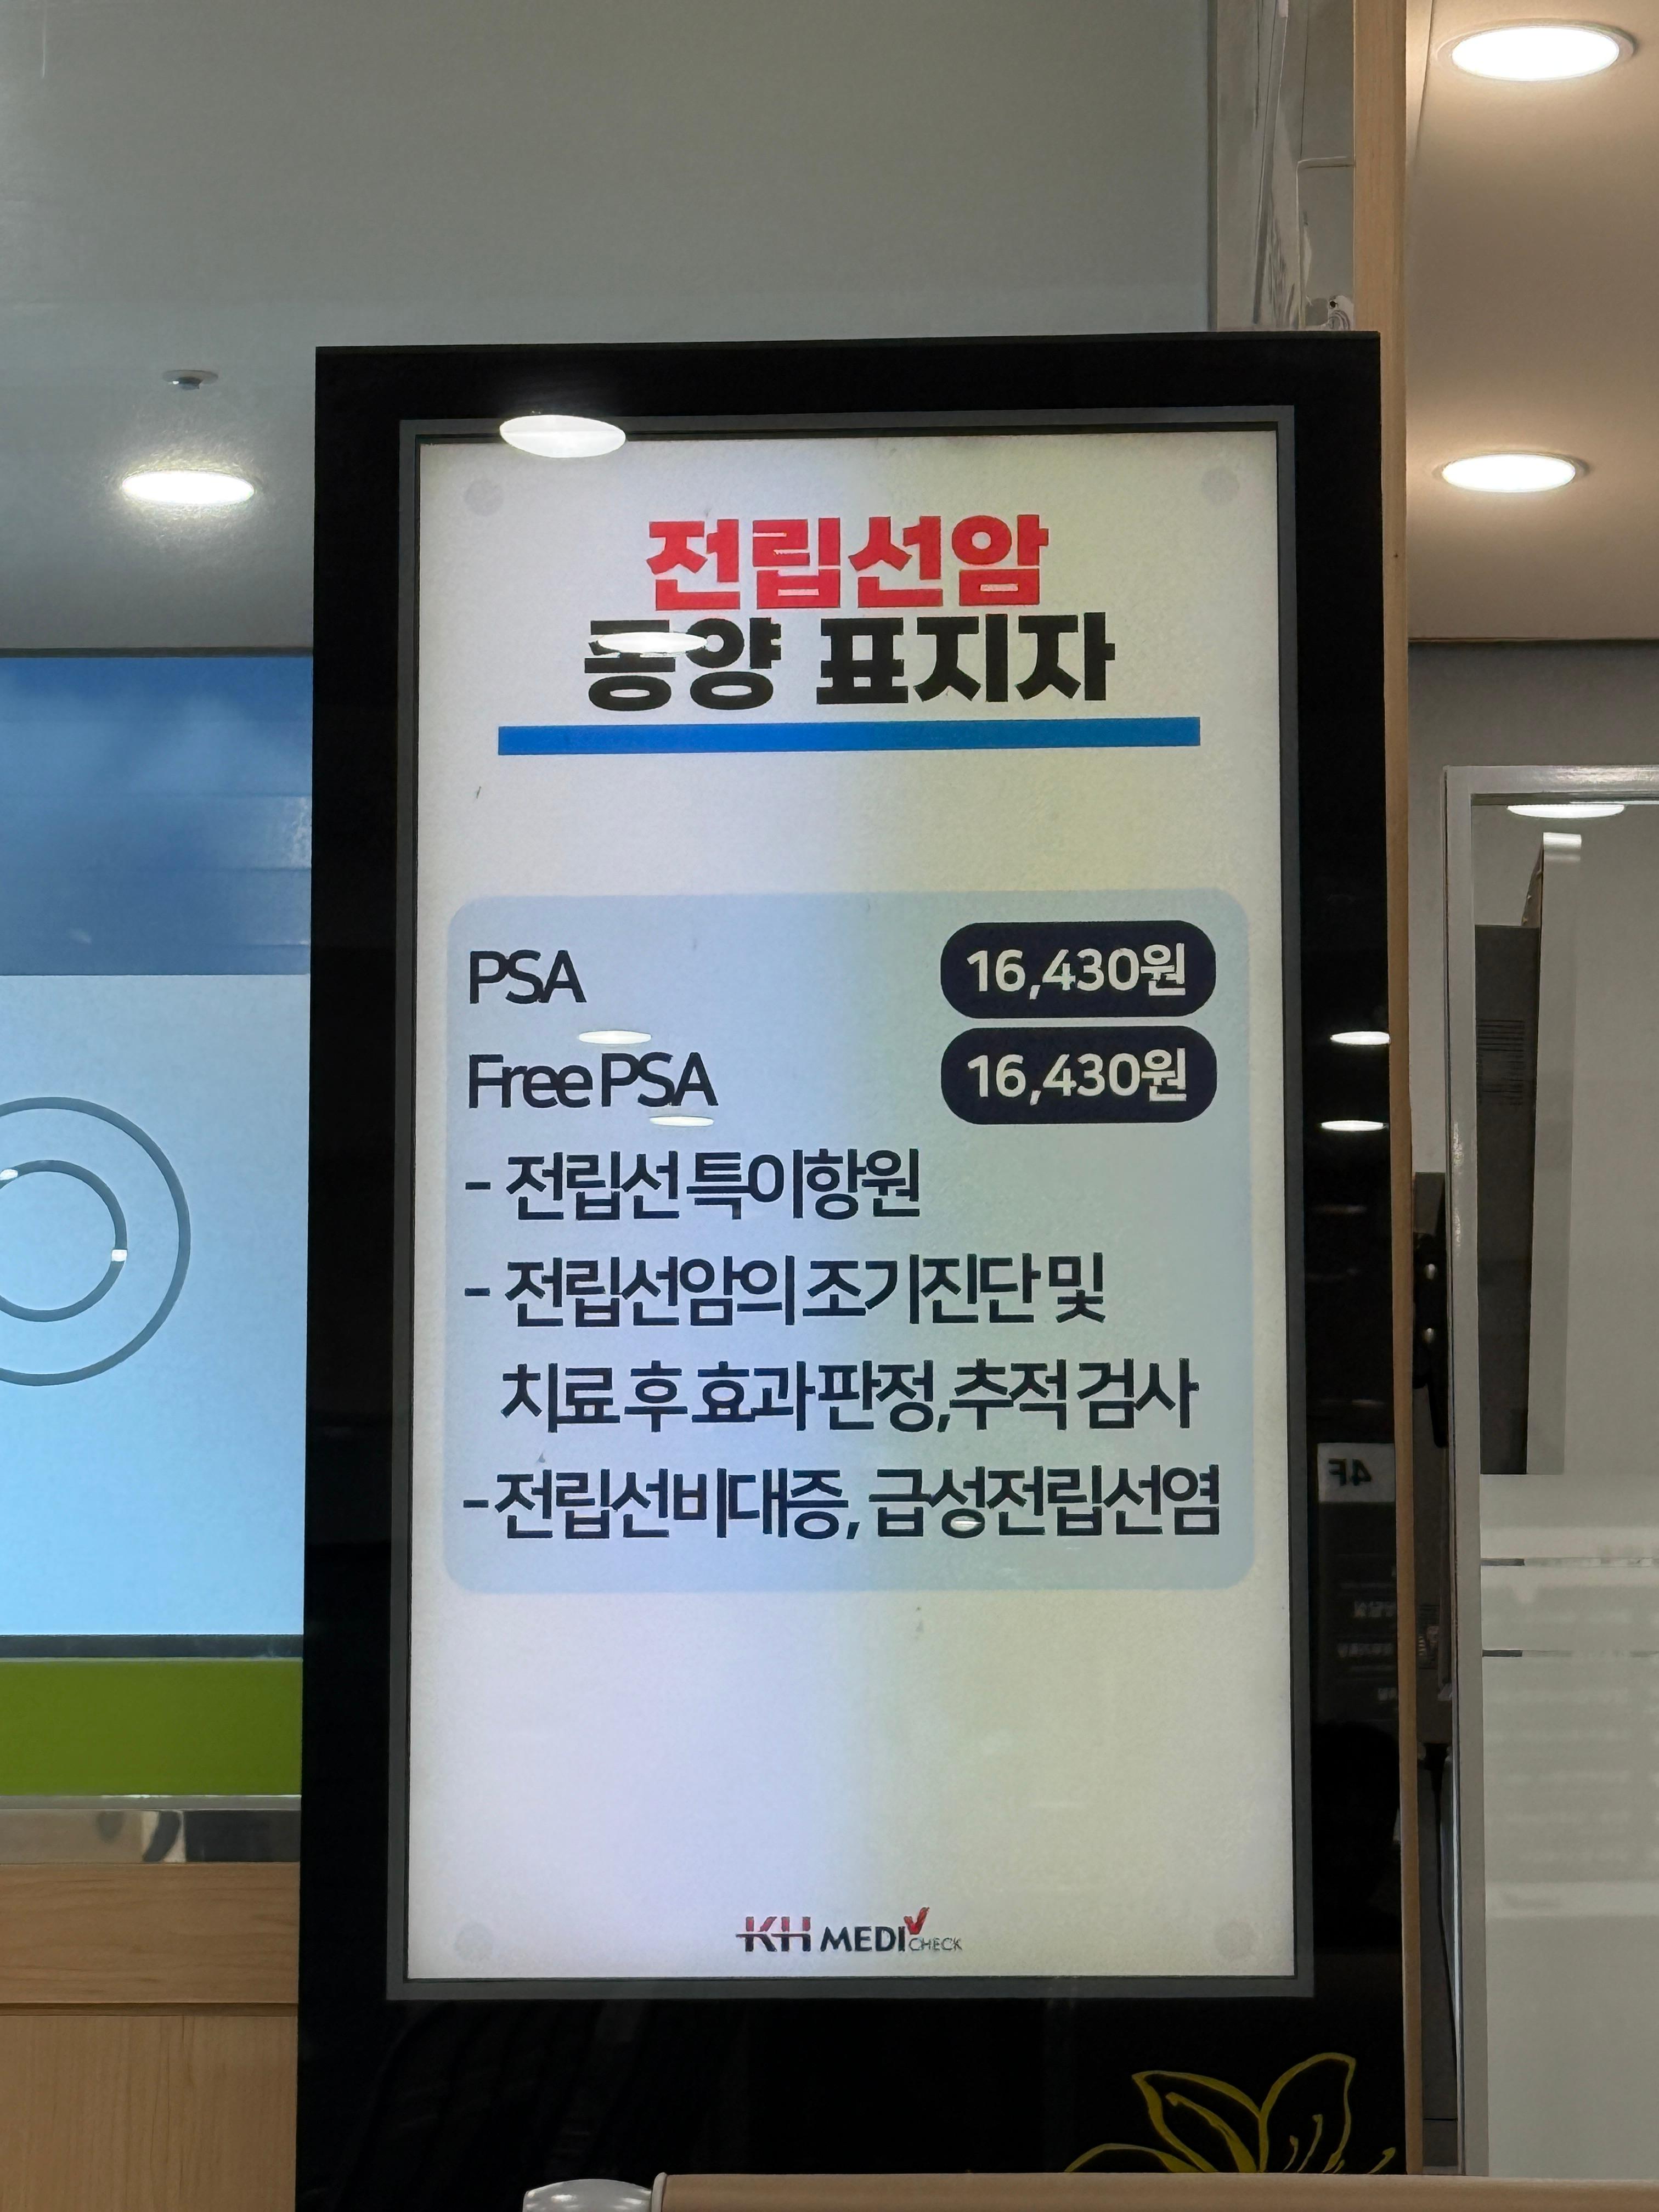 전립선암
종양 표지자
PSA 16,430원
Free PSA 16,430원
- 전립선 특이항원
- 전립선암의 조기진단 및
치료 후 효과 판정, 추적 검사
- 전립선비대증, 급성전립선염
KH MEDI CHECK
4F